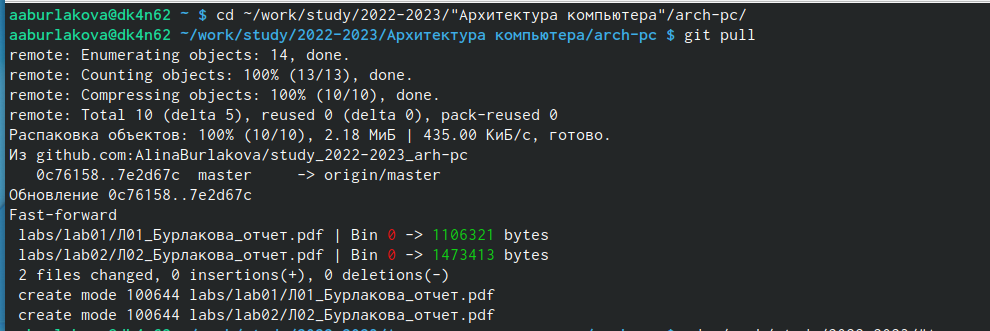 aaburlakova@dk4n62 ~ $ cd ~/work/study/2022-2023/"Архитектура компьютера"/arch-pc/
aaburlakova@dk4n62 ~/work/study/2022-2023/Архитектура компьютера/arch-pc $ git pull
remote: Enumerating objects: 14, done.
remote: Counting objects: 100% (13/13), done.
remote: Compressing objects: 100% (10/10), done.
remote: Total 10 (delta 5), reused 0 (delta 0), pack-reused 0
Распаковка объектов: 100% (10/10), 2.18 МиБ | 435.00 КиБ/с, готово.
Из github.com:AlinaBurlakova/study_2022-2023_arh-pc
   0c76158..7e2d67c  master     -> origin/master
Обновление 0c76158..7e2d67c
Fast-forward
 labs/lab01/Л01_Бурлакова_отчет.pdf | Bin 0 -> 1106321 bytes
 labs/lab02/Л02_Бурлакова_отчет.pdf | Bin 0 -> 1473413 bytes
 2 files changed, 0 insertions(+), 0 deletions(-)
 create mode 100644 labs/lab01/Л01_Бурлакова_отчет.pdf
 create mode 100644 labs/lab02/Л02_Бурлакова_отчет.pdf